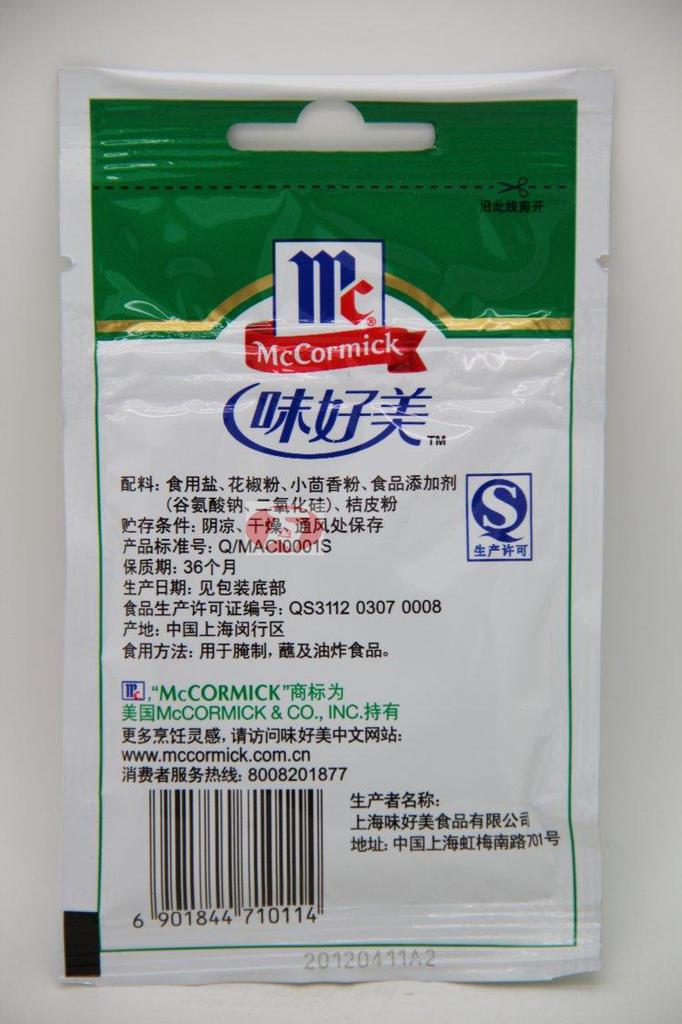 沿此线剪开
Mc
McCormick®
味好美™
配料: 食用盐、花椒粉、小茴香粉、食品添加剂
(谷氨酸钠、二氧化硅)、桔皮粉
贮存条件: 阴凉、干燥、通风处保存
产品标准号: Q/MACI0001S
保质期: 36个月
生产日期: 见包装底部
食品生产许可证编号: QS3112 0307 0008
产地: 中国上海闵行区
食用方法: 用于腌制, 蘸及油炸食品。
QS
生产许可
Mc,“McCORMICK”商标为
美国McCORMICK & CO., INC.持有
更多烹饪灵感, 请访问味好美中文网站:
www.mccormick.com.cn
消费者服务热线: 8008201877
生产者名称:
上海味好美食品有限公司
地址: 中国上海虹梅南路701号
6 901844 710114
20120411A2